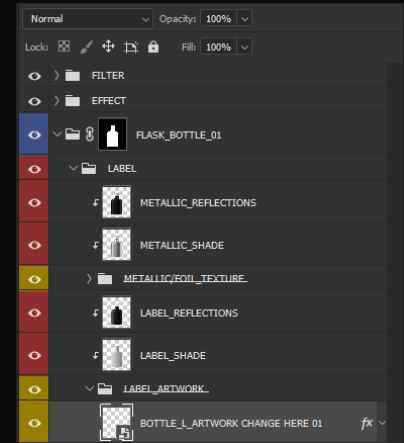 Normal Opacity: 100%
Lock: Fill: 100%
FILTER
EFFECT
FLASK_BOTTLE_01
LABEL
METALLIC_REFLECTIONS
METALLIC_SHADE
METALLIC/FOIL_TEXTURE
LABEL_REFLECTIONS
LABEL_SHADE
LABEL_ARTWORK
BOTTLE_L_ARTWORK CHANGE HERE 01 fx